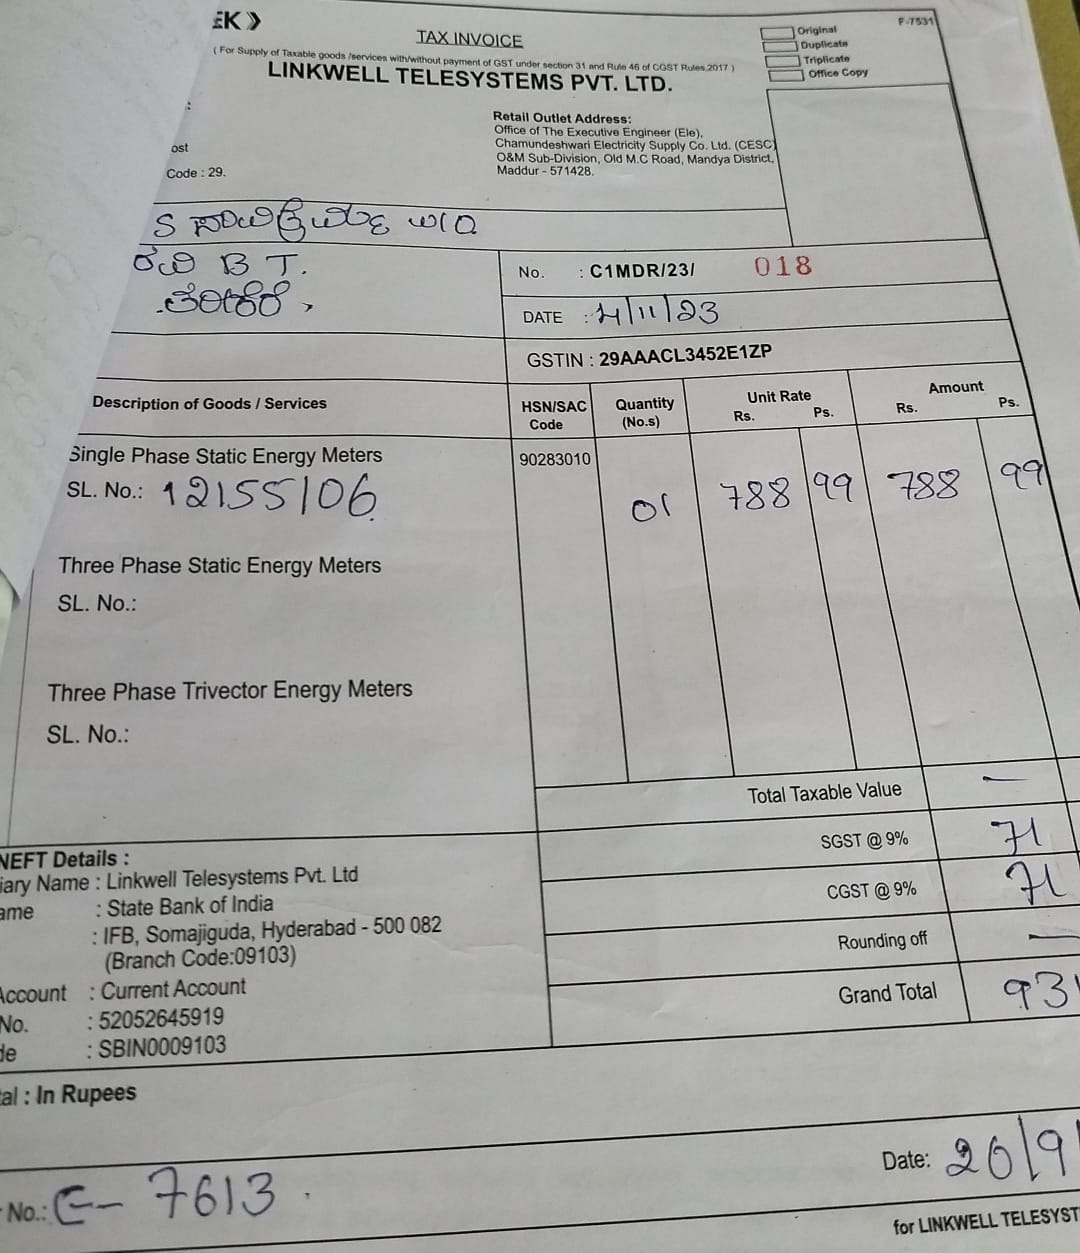 EK》
F-7531
TAX INVOICE
( For Supply of Taxable goods /services with/without payment of GST under section 31 and Rule 46 of CGST Rules,2017 )
LINKWELL TELESYSTEMS PVT. LTD.
Original
Duplicate
Triplicate
Office Copy
Retail Outlet Address:
Office of The Executive Engineer (Ele),
Chamundeshwari Electricity Supply Co. Ltd. (CESC)
O&M Sub-Division, Old M.C Road, Mandya District,
Maddur - 571428.
:
ost
Code : 29.
S W/O
ರವಿ B T.
No. : C1MDR/23/ 018
DATE : 4/11/23
GSTIN : 29AAACL3452E1ZP
Description of Goods / Services HSN/SAC Code Quantity (No.s) Unit Rate Rs. Ps. Amount Rs. Ps.
Single Phase Static Energy Meters 90283010
SL. No.: 12155106 01 788 99 788 99
Three Phase Static Energy Meters
SL. No.:
Three Phase Trivector Energy Meters
SL. No.:
Total Taxable Value —
SGST @ 9% 71
CGST @ 9% 71
Rounding off —
Grand Total 931
NEFT Details :
iary Name : Linkwell Telesystems Pvt. Ltd
ame : State Bank of India
: IFB, Somajiguda, Hyderabad - 500 082
(Branch Code:09103)
Account : Current Account
No. : 52052645919
de : SBIN0009103
tal : In Rupees
No.: E- 7613 .
Date: 26/9
for LINKWELL TELESYST